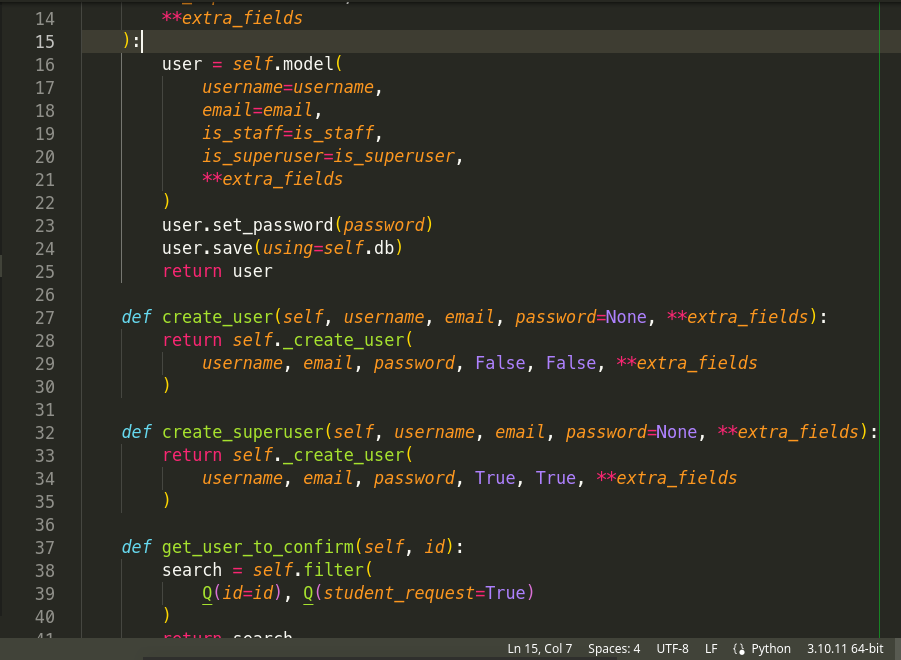 14 **extra_fields
15 ):
16 user = self.model(
17 username=username,
18 email=email,
19 is_staff=is_staff,
20 is_superuser=is_superuser,
21 **extra_fields
22 )
23 user.set_password(password)
24 user.save(using=self.db)
25 return user
26
27 def create_user(self, username, email, password=None, **extra_fields):
28 return self._create_user(
29 username, email, password, False, False, **extra_fields
30 )
31
32 def create_superuser(self, username, email, password=None, **extra_fields):
33 return self._create_user(
34 username, email, password, True, True, **extra_fields
35 )
36
37 def get_user_to_confirm(self, id):
38 search = self.filter(
39 Q(id=id), Q(student_request=True)
40 )
41 return search
Ln 15, Col 7 Spaces: 4 UTF-8 LF Python 3.10.11 64-bit